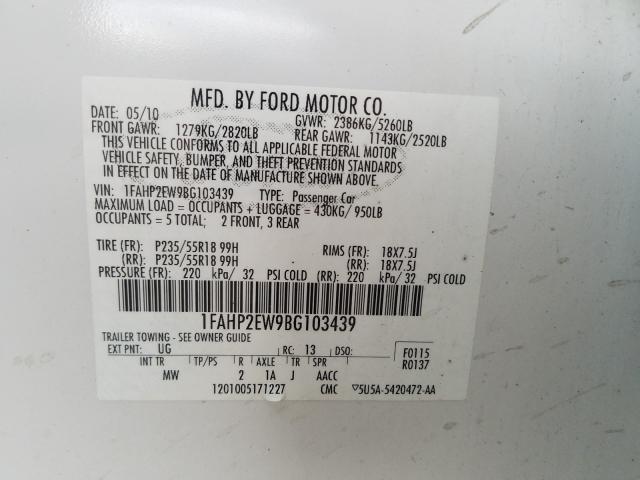 MFD. BY FORD MOTOR CO.
DATE: 05/10 GVWR: 2386KG/5260LB
FRONT GAWR: 1279KG/2820LB REAR GAWR: 1143KG/2520LB
THIS VEHICLE CONFORMS TO ALL APPLICABLE FEDERAL MOTOR
VEHICLE SAFETY, BUMPER, AND THEFT PREVENTION STANDARDS
IN EFFECT ON THE DATE OF MANUFACTURE SHOWN ABOVE.
VIN: 1FAHP2EW9BG103439 TYPE: Passenger Car
MAXIMUM LOAD = OCCUPANTS + LUGGAGE = 430KG/ 950LB
OCCUPANTS = 5 TOTAL; 2 FRONT, 3 REAR
TIRE (FR): P235/55R18 99H RIMS (FR): 18X7.5J
(RR): P235/55R18 99H (RR): 18X7.5J
PRESSURE (FR): 220 kPa/ 32 PSI COLD (RR): 220 kPa/ 32 PSI COLD
1FAHP2EW9BG103439
TRAILER TOWING - SEE OWNER GUIDE
EXT PNT: UG RC: 13 DSO: F0115
INT TR TP/PS R AXLE TR SPR R0137
MW 2 1A J AACC
1201005171227 CMC ▽5U5A-5420472-AA